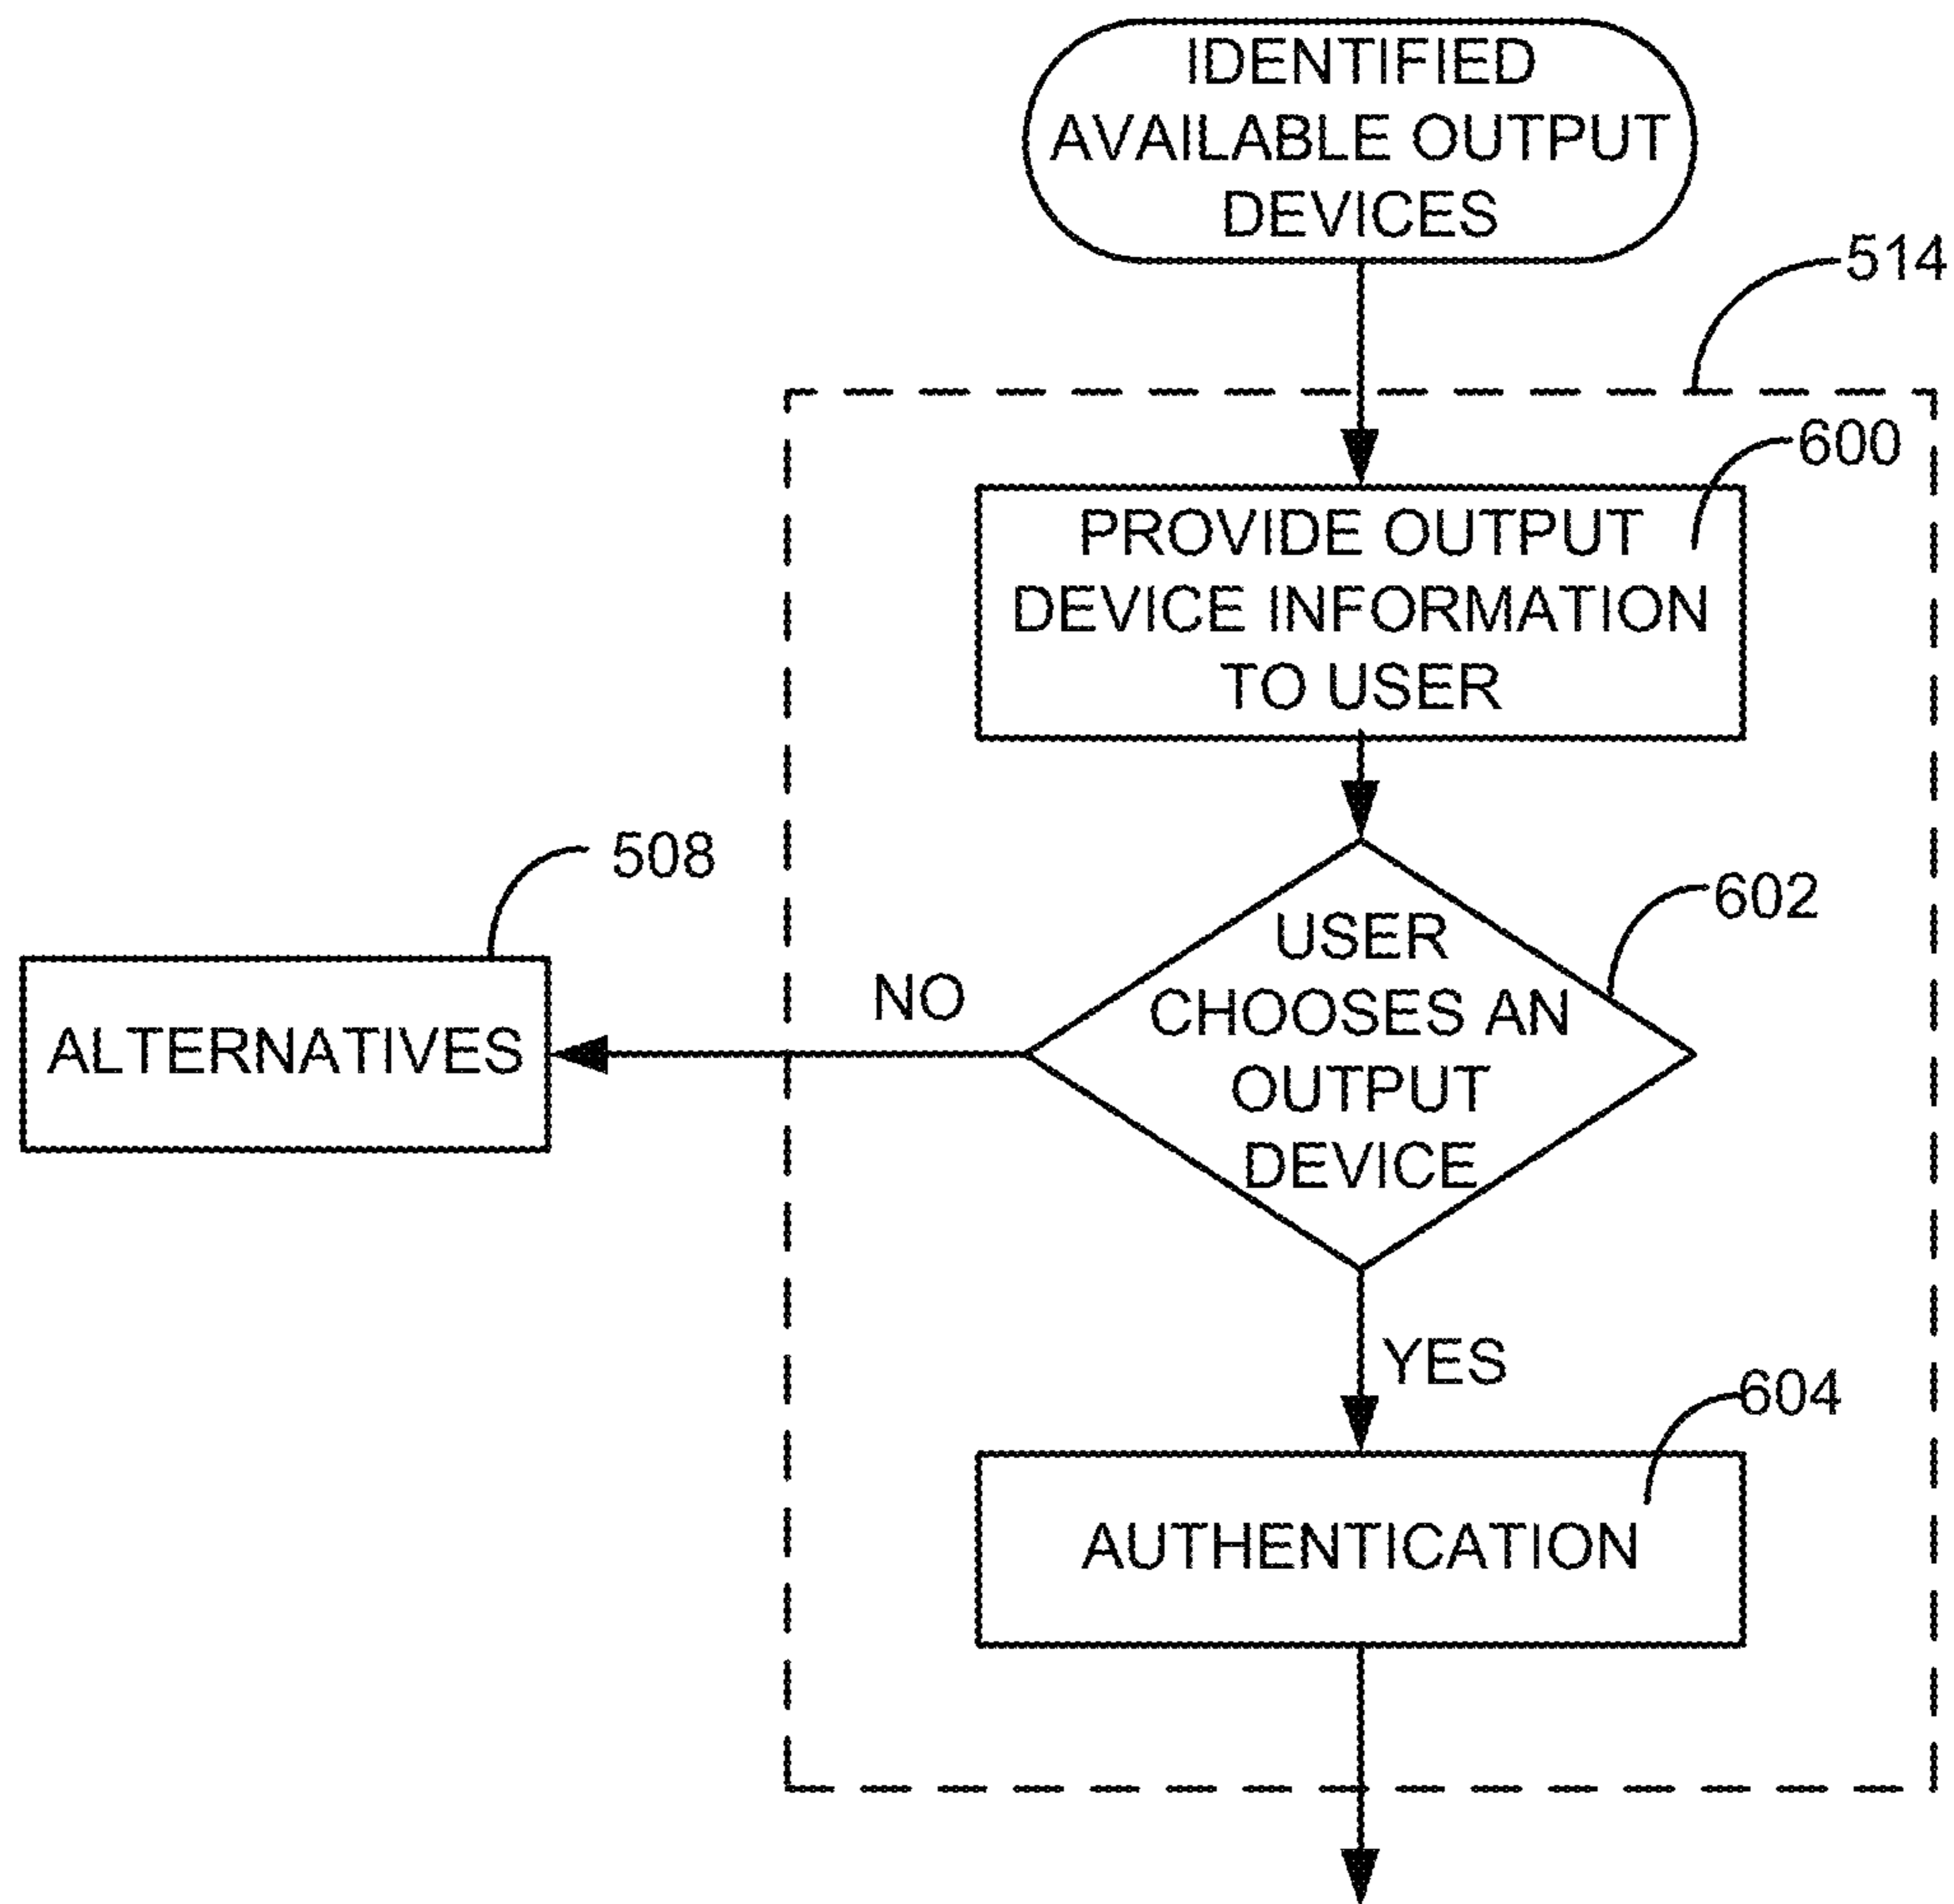 IDENTIFIED
AVAILABLE OUTPUT
DEVICES
514
600
PROVIDE OUTPUT
DEVICE INFORMATION
TO USER
508
602
USER
CHOOSES AN
OUTPUT
DEVICE
NO
ALTERNATIVES
YES
604
AUTHENTICATION